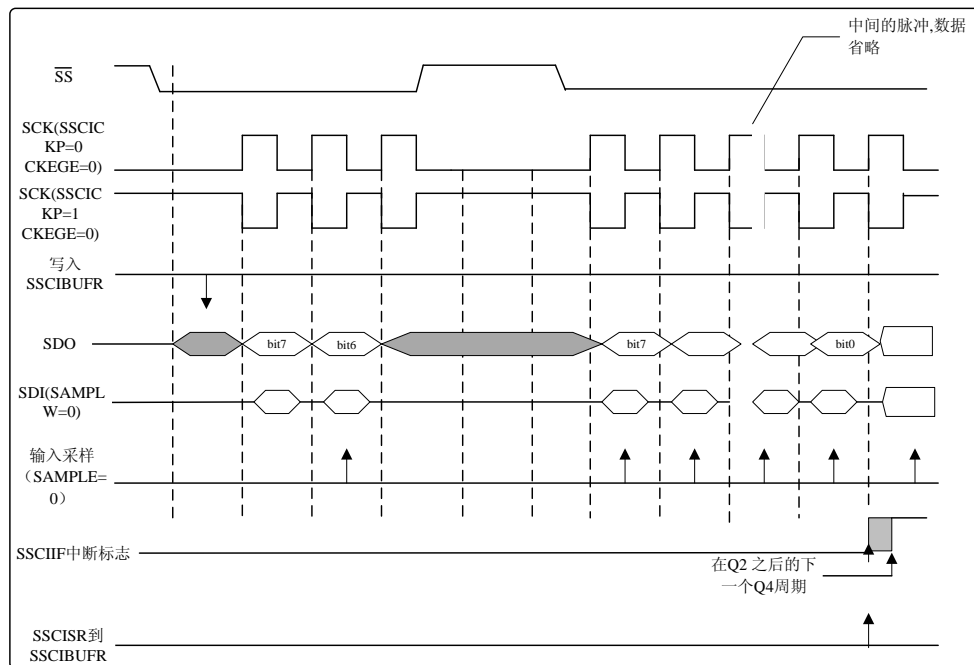 中间的脉冲,数据
省略
SS
SCK(SSCIC
KP=0
CKEGE=0)
SCK(SSCIC
KP=1
CKEGE=0)
写入
SSCIBUFR
SDO
bit7
bit6
bit7
bit0
SDI(SAMPL
W=0)
输入采样
（SAMPLE=
0）
SSCIIF中断标志
在Q2 之后的下
一个Q4周期
SSCISR到
SSCIBUFR